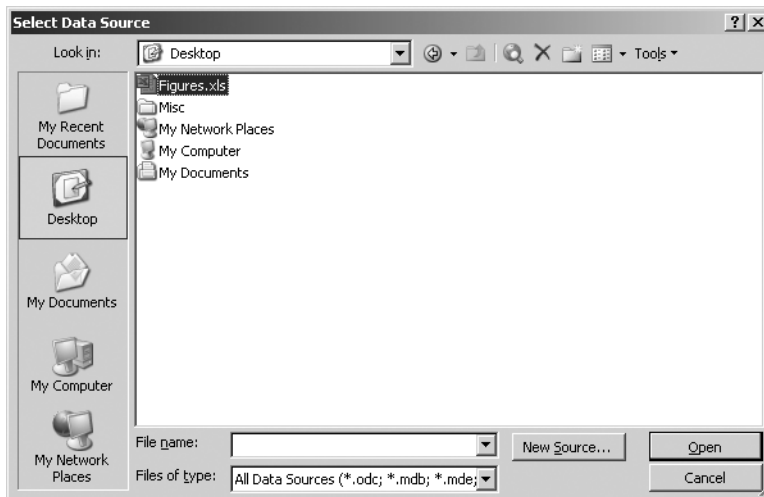 Select Data Source
Look in:
Desktop
Tools
Figures.xls
Misc
My Network Places
My Computer
My Documents
My Recent
Documents
Desktop
My Documents
My Computer
My Network
Places
File name:
New Source...
Open
Files of type:
All Data Sources (*.odc; *.mdb; *.mde;
Cancel